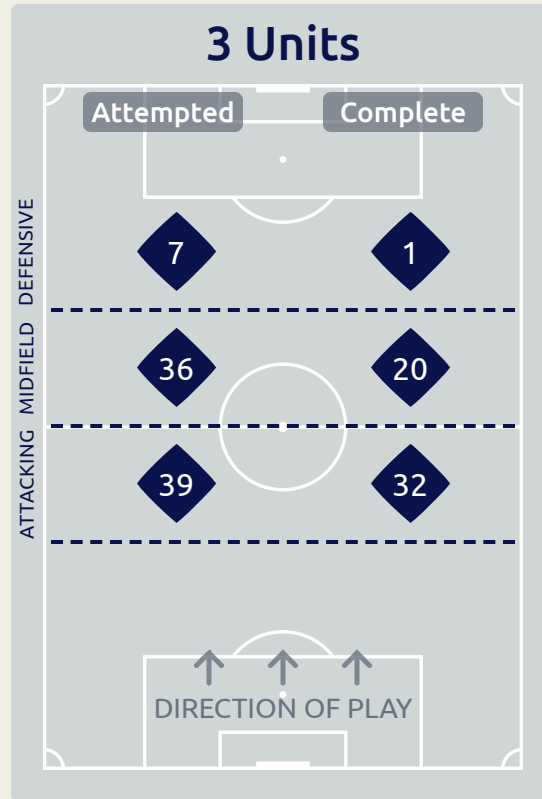 3 Units
Attempted Complete
DEFENSIVE
7 1
MIDFIELD
36 20
ATTACKING
39 32
DIRECTION OF PLAY